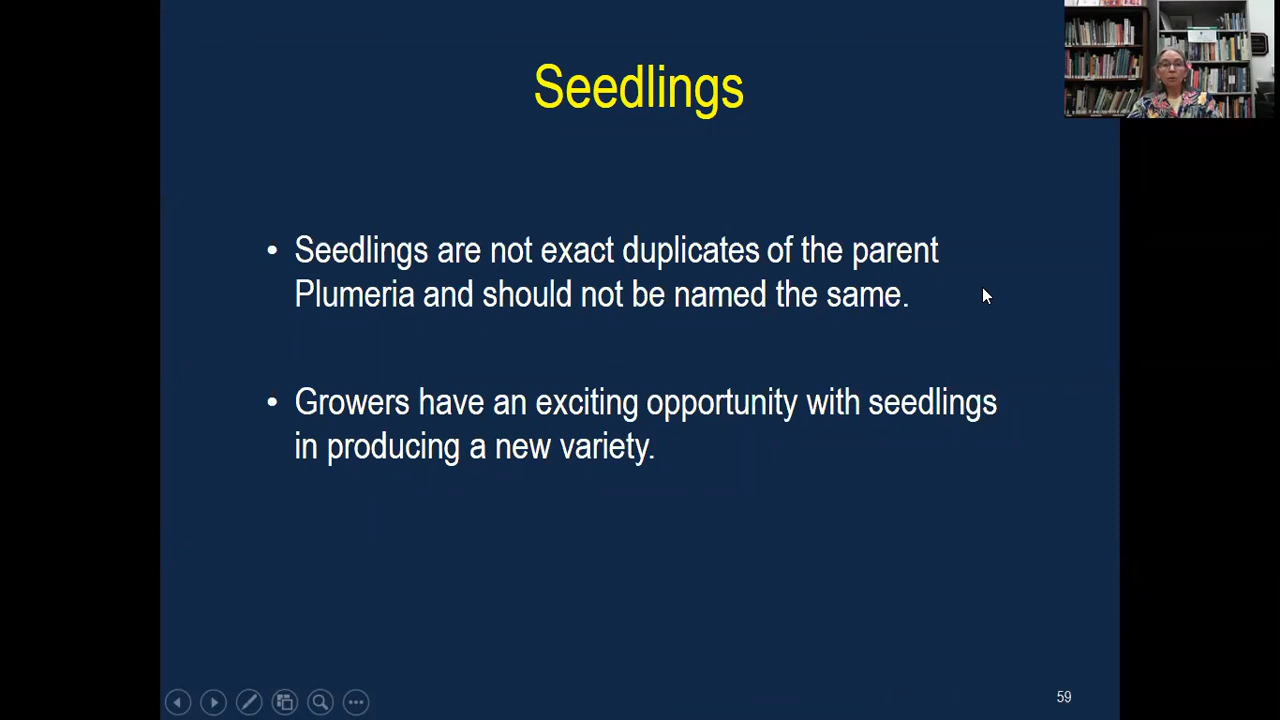 Seedlings
• Seedlings are not exact duplicates of the parent
Plumeria and should not be named the same.
• Growers have an exciting opportunity with seedlings
in producing a new variety.
59